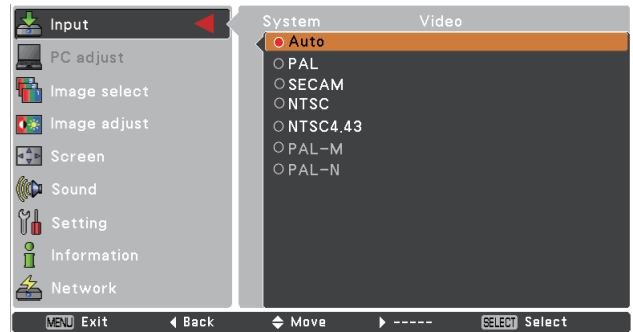 Input
PC adjust
Image select
Image adjust
Screen
Sound
Setting
Information
Network
System Video
Auto
PAL
SECAM
NTSC
NTSC4.43
PAL-M
PAL-N
MENU Exit Back Move ----- SELECT Select